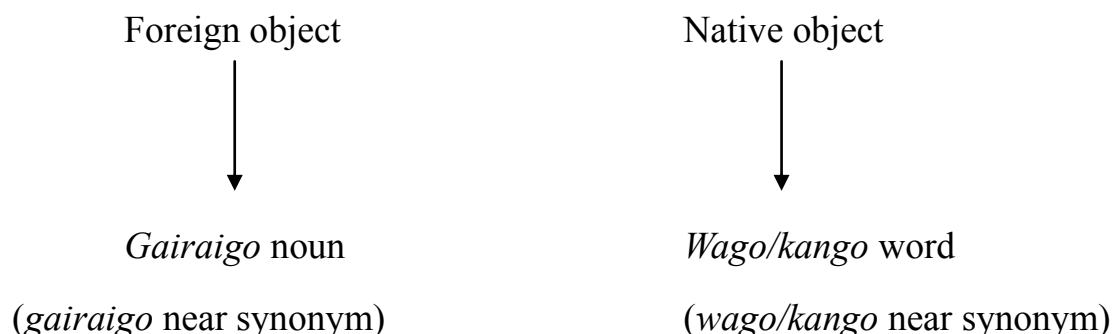 Foreign object Native object
Gairaigo noun Wago/kango word
(gairaigo near synonym) (wago/kango near synonym)